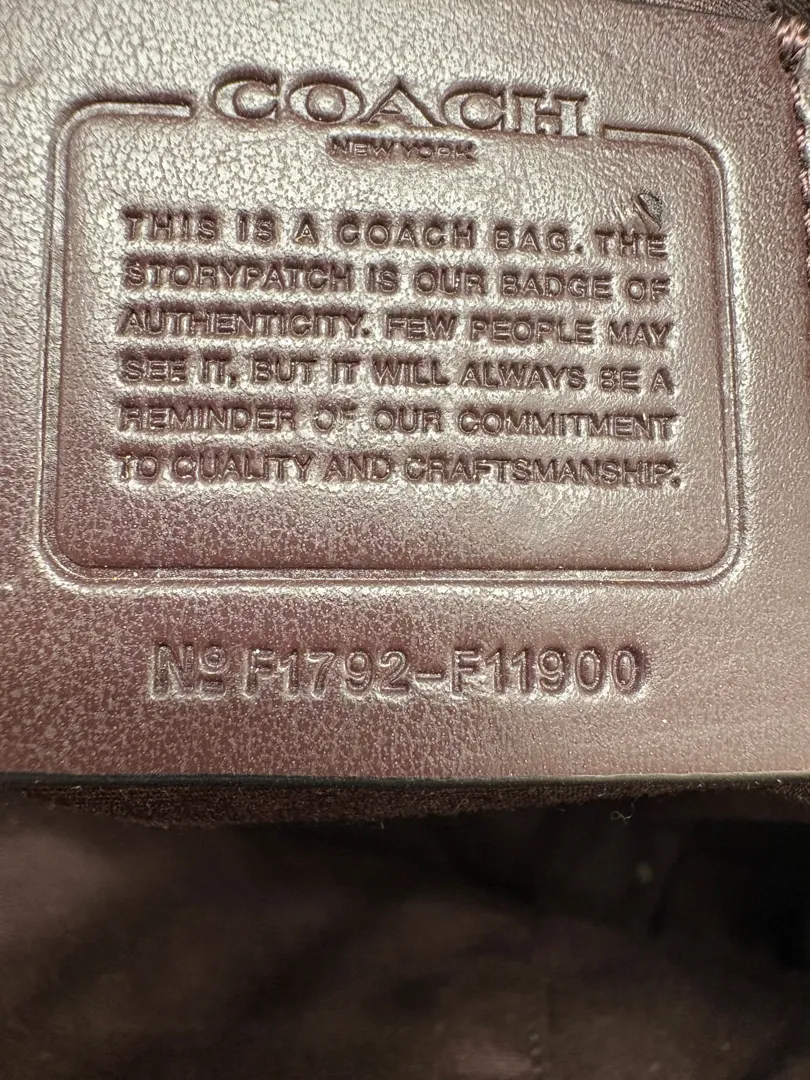 COACH
NEW YORK
THIS IS A COACH BAG. THE
STORYPATCH IS OUR BADGE OF
AUTHENTICITY. FEW PEOPLE MAY
SEE IT, BUT IT WILL ALWAYS BE A
REMINDER OF OUR COMMITMENT
TO QUALITY AND CRAFTSMANSHIP.
Nº F1792-F11900